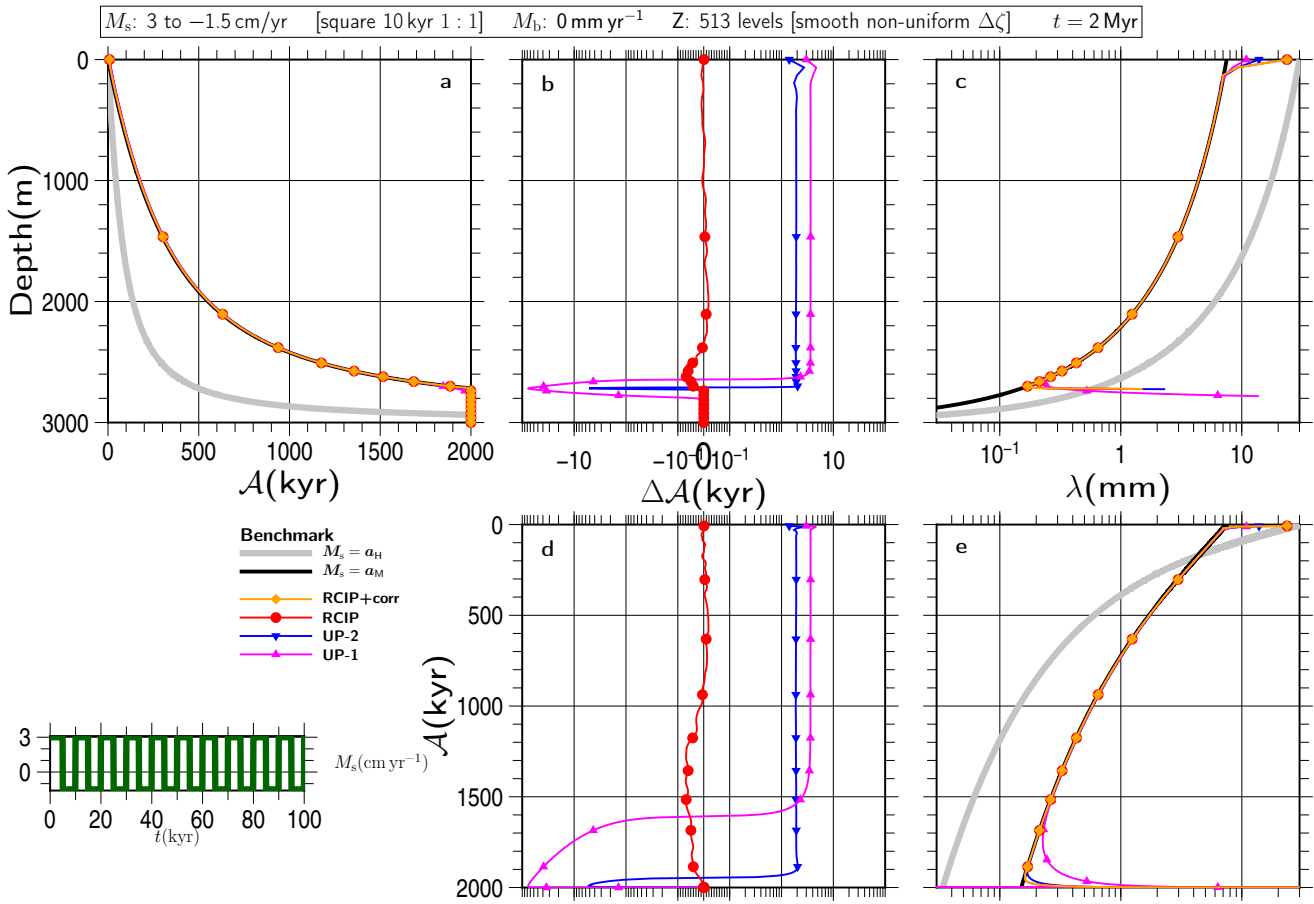 Mₛ: 3 to −1.5 cm/yr [square 10 kyr 1 : 1] M_b: 0 mm yr⁻¹ Z: 513 levels [smooth non-uniform Δζ] t = 2 Myr
0
1000
2000
3000
Depth(m)
a
0 500 1000 1500 2000
𝒜(kyr)
b
−10 −10⁻¹ 0 10⁻¹ 10
Δ𝒜(kyr)
c
10⁻¹ 1 10
λ(mm)
Benchmark
Mₛ = a_H
Mₛ = a_M
RCIP+corr
RCIP
UP-2
UP-1
3
0
Mₛ(cm yr⁻¹)
0 20 40 60 80 100
t(kyr)
0
500
1000
1500
2000
𝒜(kyr)
d
e